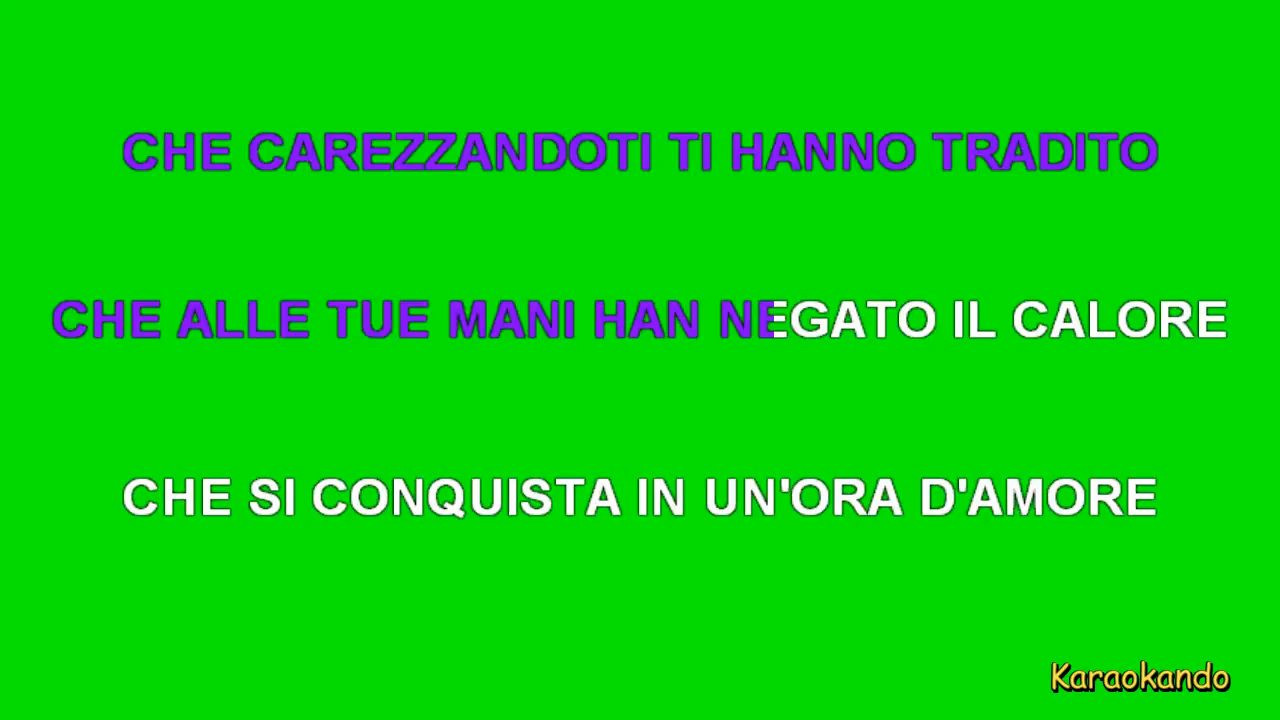 CHE CAREZZANDOTI TI HANNO TRADITO
CHE ALLE TUE MANI HAN NEGATO IL CALORE
CHE SI CONQUISTA IN UN'ORA D'AMORE
Karaokando